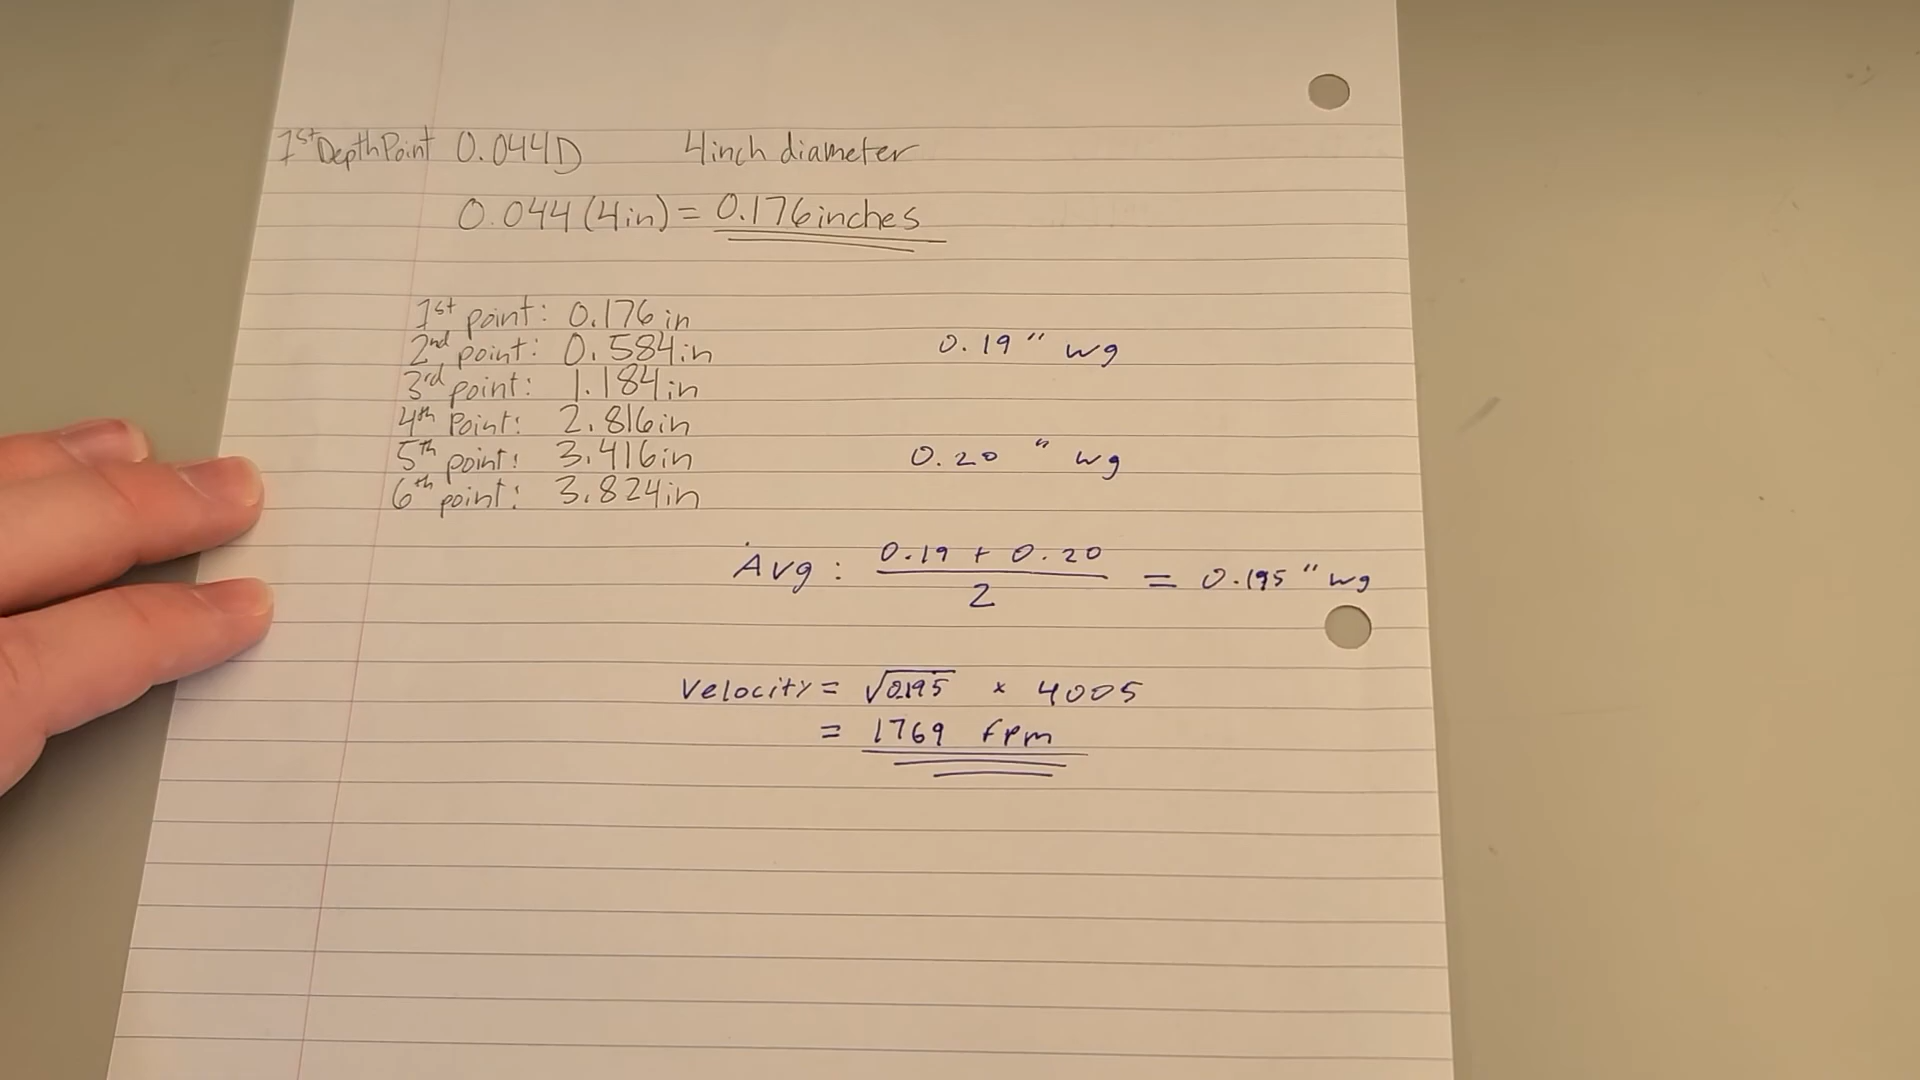 1st Depth Point 0.044D 4inch diameter
0.044 (4in) = 0.176inches
1st point: 0.176in
2nd point: 0.584in 0.19" wg
3rd point: 1.184in
4th Point: 2.816in
5th point: 3.416in 0.20 " wg
6th point: 3.824in
Avg: 0.19 + 0.20 / 2 = 0.195" wg
Velocity = √0.195 × 4005
= 1769 fpm